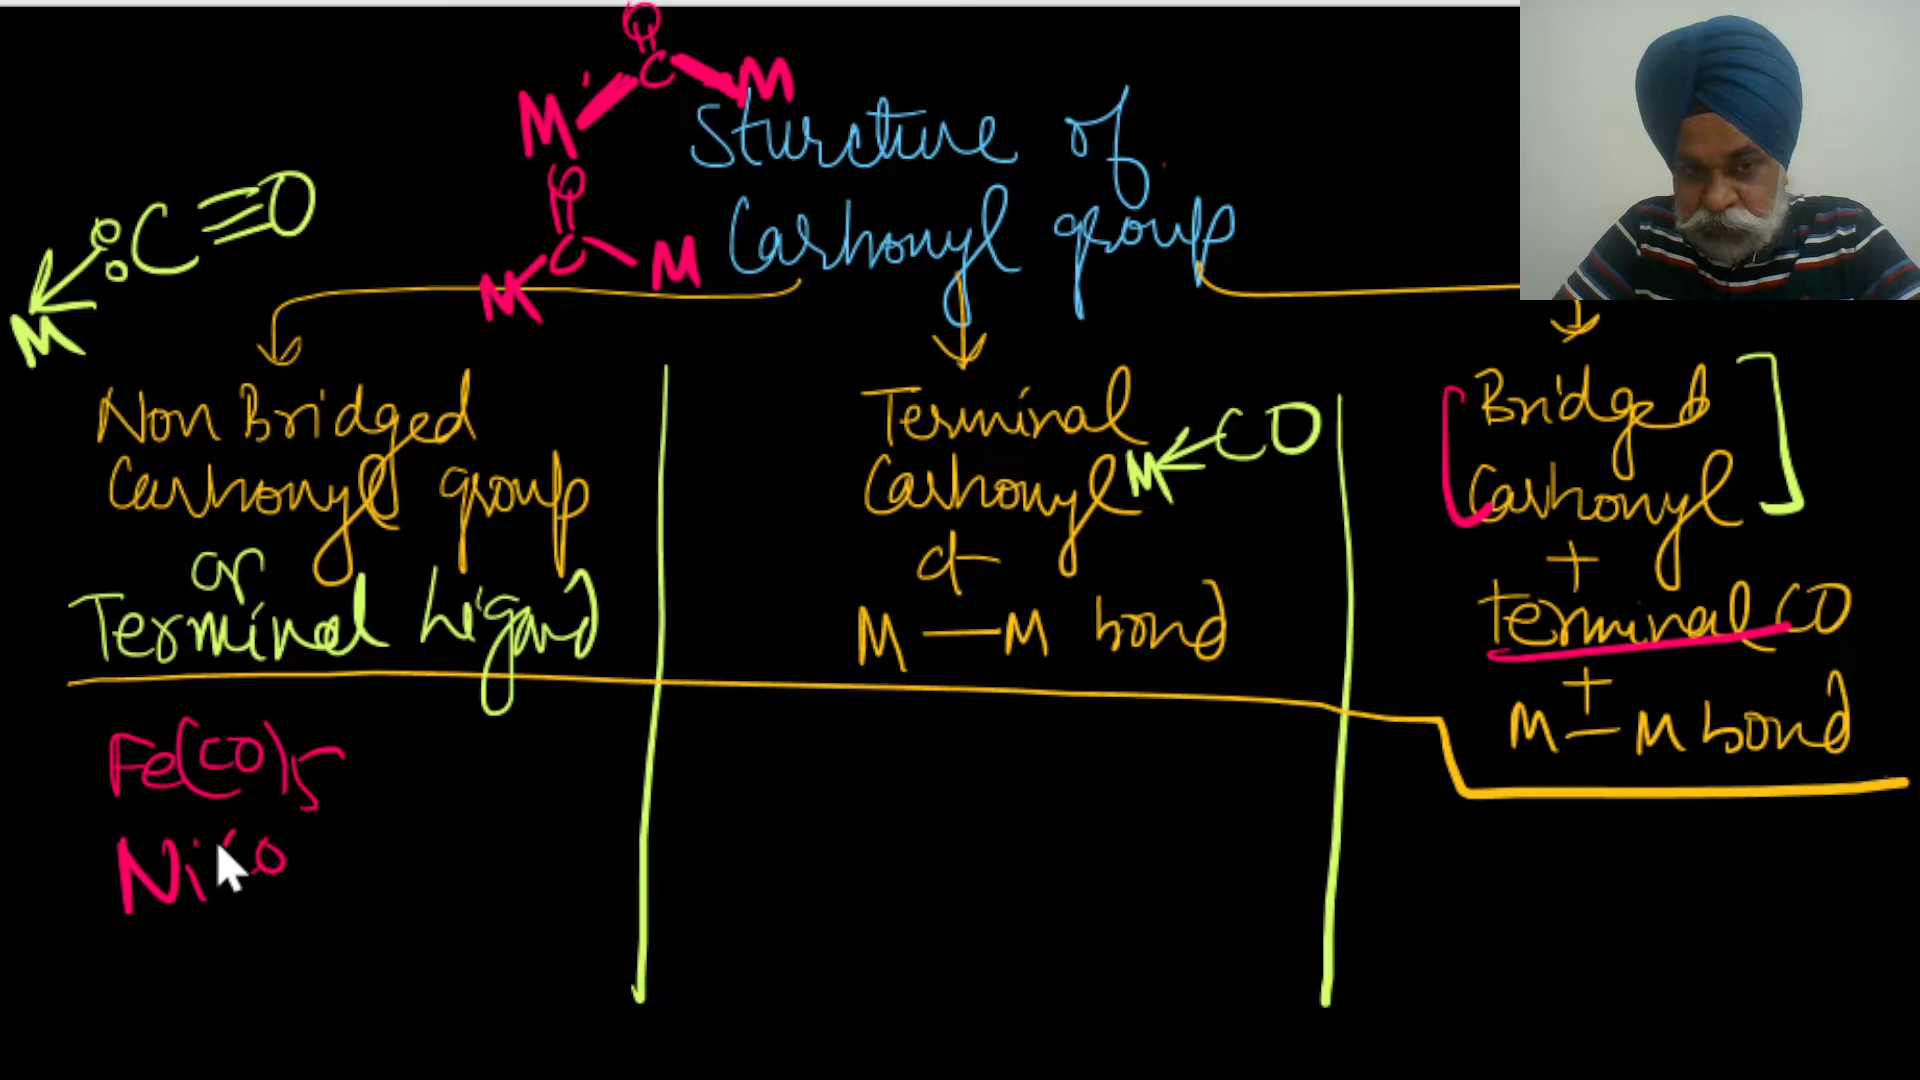 O
C
M M
Sturcture of
Carbonyl group
:C≡O
M
O
C
M M
Non Bridged
Carbonyl group
or
Terminal Ligand
Fe(CO)5
Ni Co
Terminal
Carbonyl
M ← CO
+
M — M bond
Bridged
Carbonyl
+
terminal CO
+
M — M bond